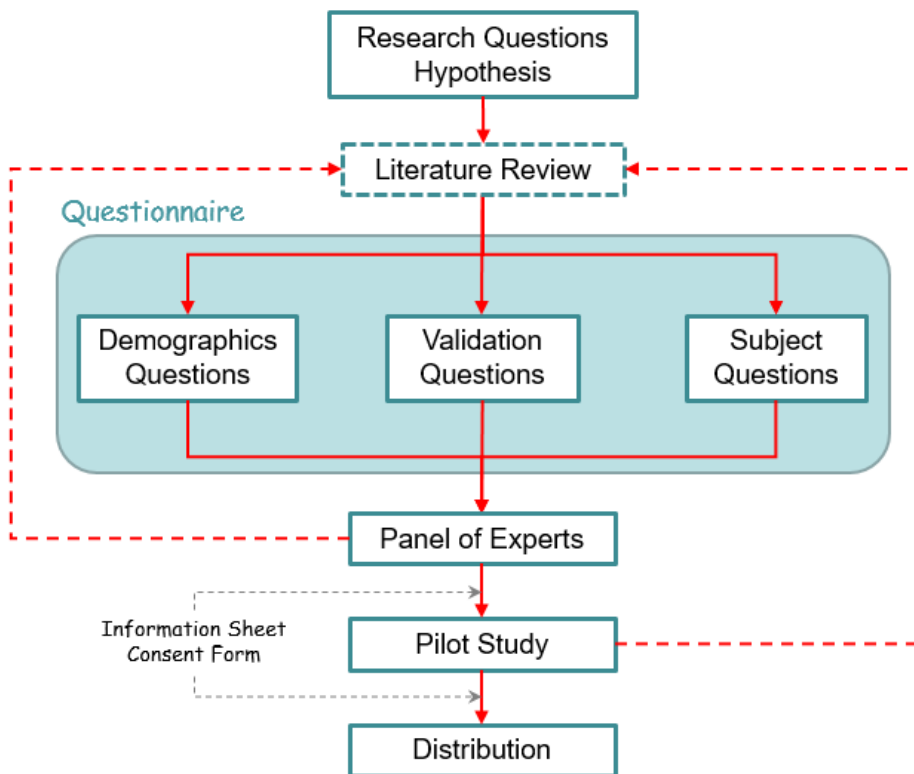 Research Questions
Hypothesis
Literature Review
Questionnaire
Demographics
Questions
Validation
Questions
Subject
Questions
Panel of Experts
Information Sheet
Consent Form
Pilot Study
Distribution